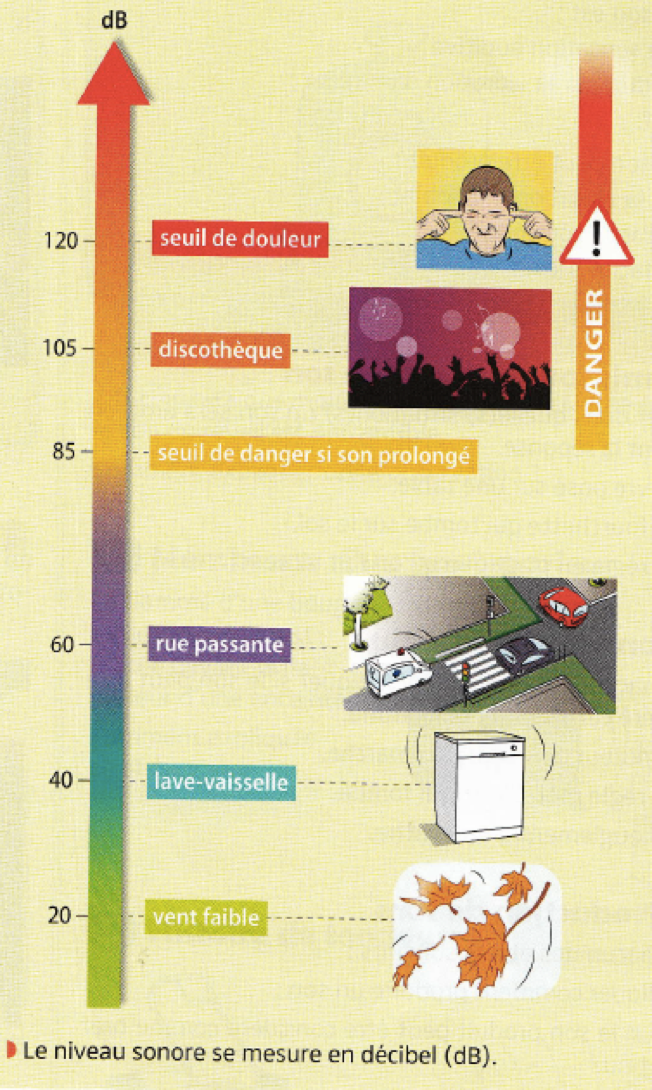 dB
120
seuil de douleur
!
DANGER
105
discothèque
85
seuil de danger si son prolongé
60
rue passante
40
lave-vaisselle
20
vent faible
Le niveau sonore se mesure en décibel (dB).